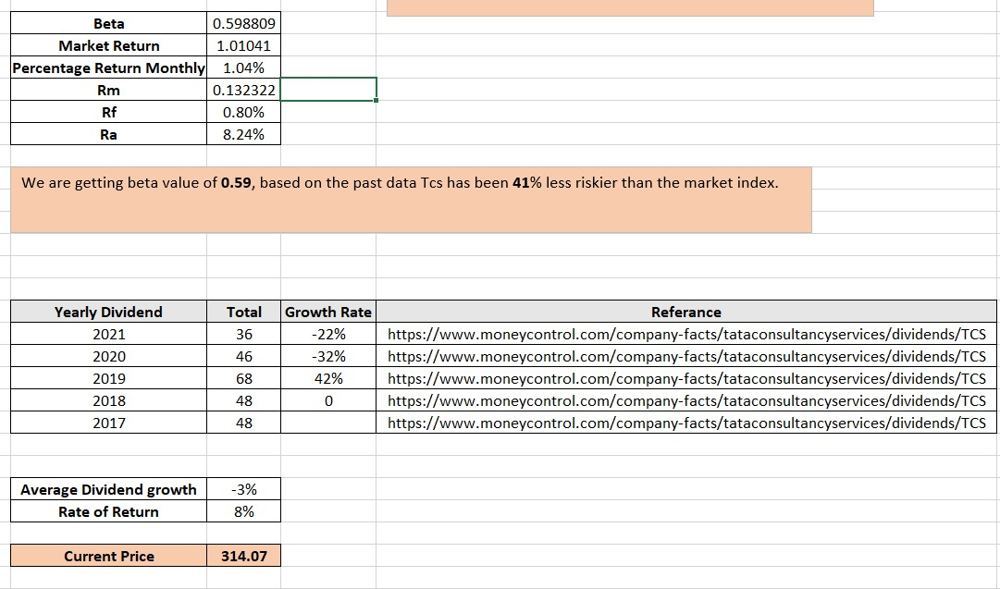 Beta 0.598809
Market Return 1.01041
Percentage Return Monthly 1.04%
Rm 0.132322
Rf 0.80%
Ra 8.24%
We are getting beta value of 0.59, based on the past data Tcs has been 41% less riskier than the market index.
Yearly Dividend Total Growth Rate Referance
2021 36 -22% https://www.moneycontrol.com/company-facts/tataconsultancyservices/dividends/TCS
2020 46 -32% https://www.moneycontrol.com/company-facts/tataconsultancyservices/dividends/TCS
2019 68 42% https://www.moneycontrol.com/company-facts/tataconsultancyservices/dividends/TCS
2018 48 0 https://www.moneycontrol.com/company-facts/tataconsultancyservices/dividends/TCS
2017 48 https://www.moneycontrol.com/company-facts/tataconsultancyservices/dividends/TCS
Average Dividend growth -3%
Rate of Return 8%
Current Price 314.07